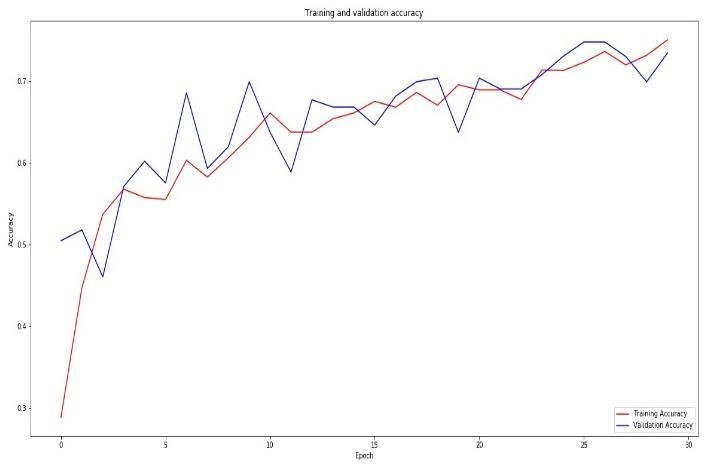 Training and validation accuracy
Accuracy
0.7
0.6
0.5
0.4
0.3
0 5 10 15 20 25 30
Epoch
Training Accuracy
Validation Accuracy